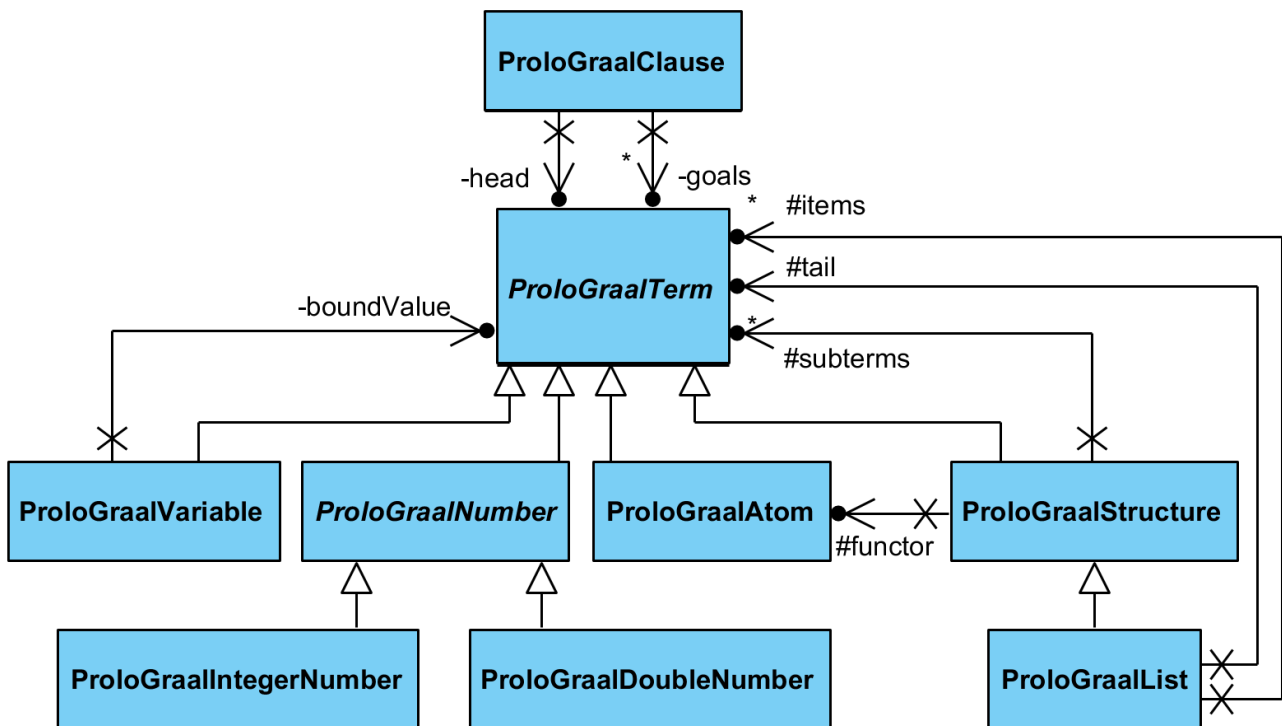 ProloGraalClause
*
-head
-goals
*
#items
#tail
ProloGraalTerm
-boundValue
*
#subterms
ProloGraalVariable
ProloGraalNumber
ProloGraalAtom
ProloGraalStructure
#functor
ProloGraalIntegerNumber
ProloGraalDoubleNumber
ProloGraalList